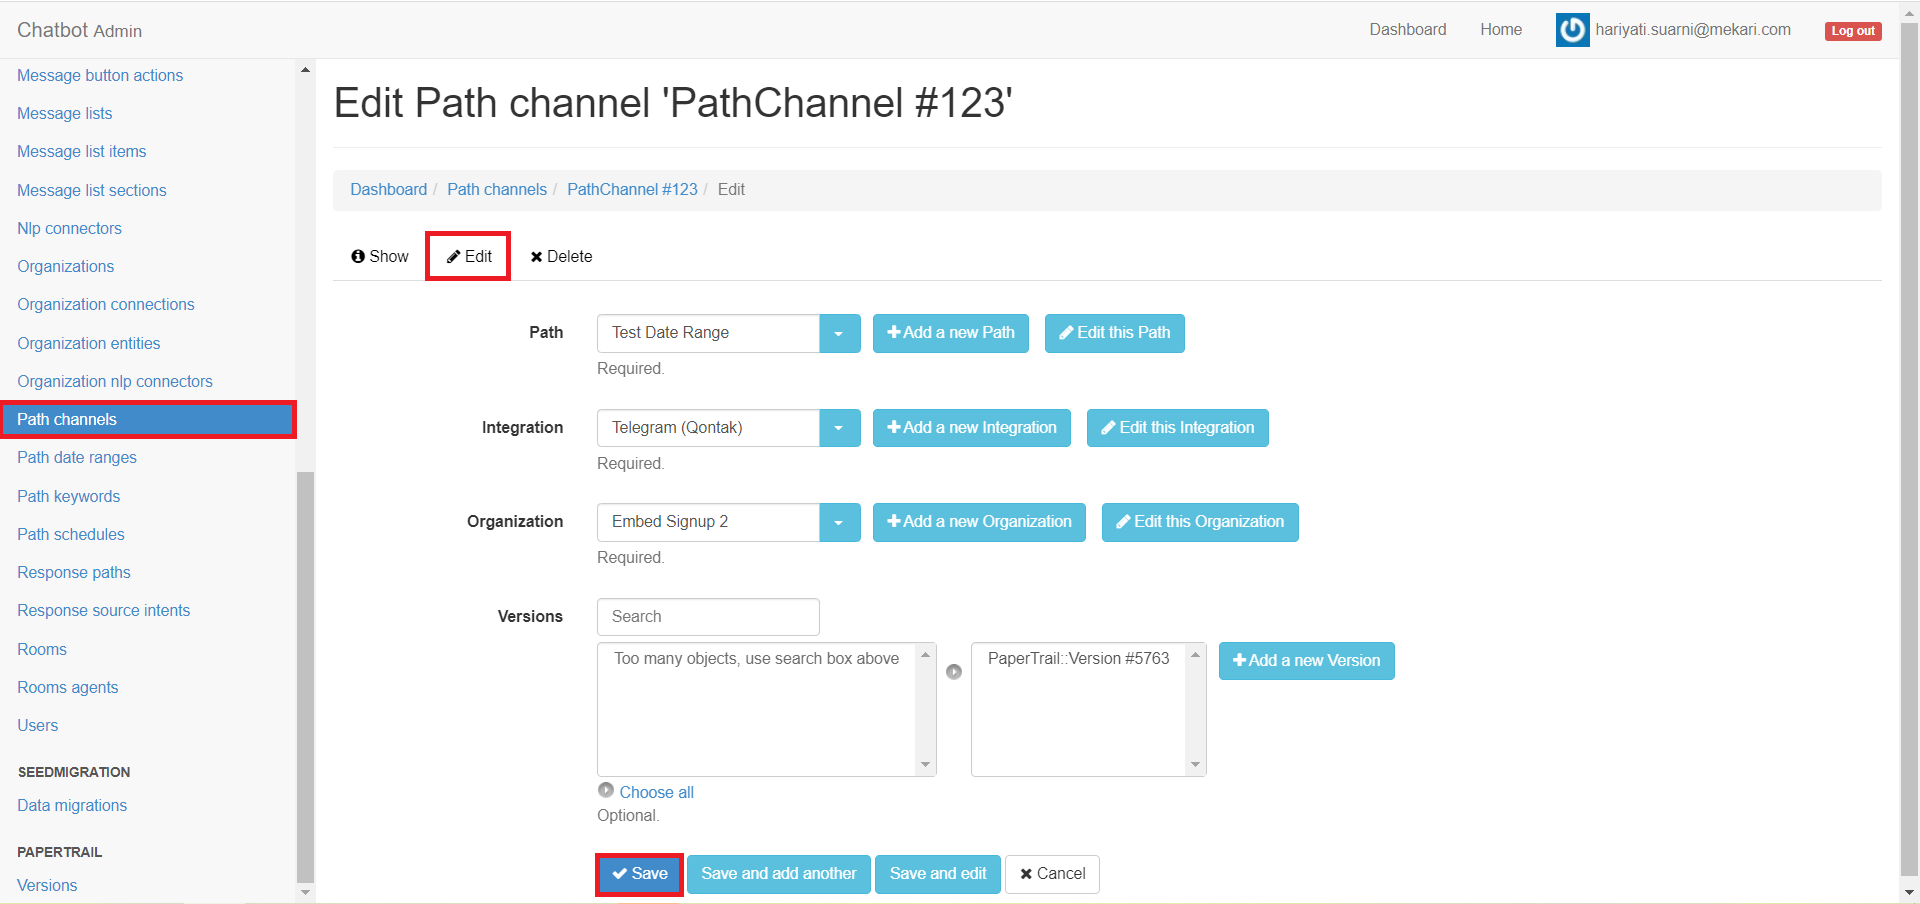 Chatbot Admin
Dashboard
Home
hariyati.suarni@mekari.com
Log out
Message button actions
Message lists
Message list items
Message list sections
Nlp connectors
Organizations
Organization connections
Organization entities
Organization nlp connectors
Path channels
Path date ranges
Path keywords
Path schedules
Response paths
Response source intents
Rooms
Rooms agents
Users
SEEDMIGRATION
Data migrations
PAPERTRAIL
Versions
Edit Path channel 'PathChannel #123'
Dashboard / Path channels / PathChannel #123 / Edit
Show
Edit
Delete
Path
Test Date Range
Add a new Path
Edit this Path
Required.
Integration
Telegram (Qontak)
Add a new Integration
Edit this Integration
Required.
Organization
Embed Signup 2
Add a new Organization
Edit this Organization
Required.
Versions
Search
Too many objects, use search box above
PaperTrail::Version #5763
Add a new Version
Choose all
Optional.
Save
Save and add another
Save and edit
Cancel